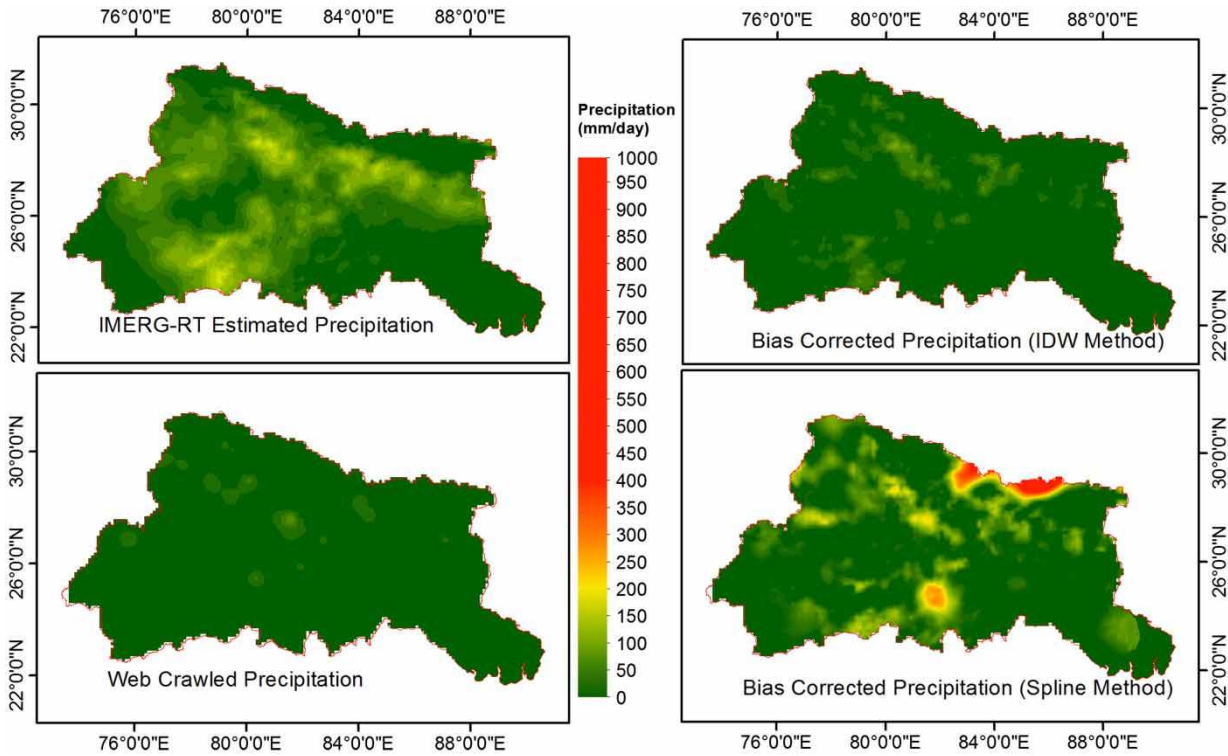 76°0'0"E 80°0'0"E 84°0'0"E 88°0'0"E
76°0'0"E 80°0'0"E 84°0'0"E 88°0'0"E
30°0'0"N
26°0'0"N
22°0'0"N
IMERG-RT Estimated Precipitation
Precipitation
(mm/day)
1000
950
900
850
800
750
700
650
600
500
400
350
300
250
200
150
100
50
0
30°0'0"N
26°0'0"N
22°0'0"N
Bias Corrected Precipitation (IDW Method)
30°0'0"N
26°0'0"N
22°0'0"N
Web Crawled Precipitation
30°0'0"N
26°0'0"N
22°0'0"N
Bias Corrected Precipitation (Spline Method)
76°0'0"E 80°0'0"E 84°0'0"E 88°0'0"E
76°0'0"E 80°0'0"E 84°0'0"E 88°0'0"E